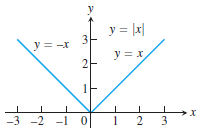 y
y = |x|
y = −x
3
y = x
2
1
x
−3 −2 −1 0 1 2 3